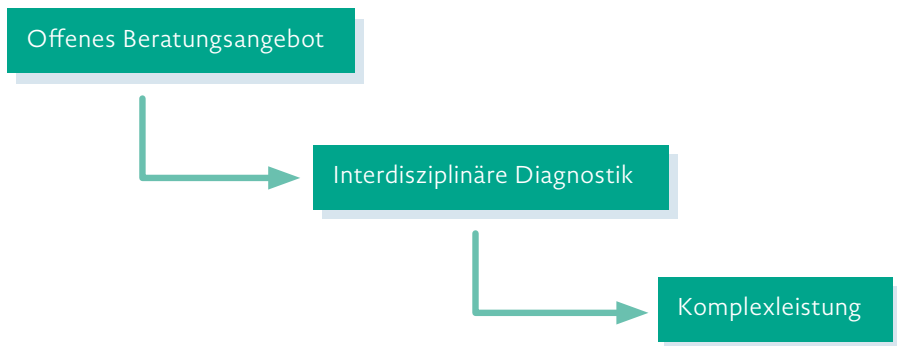 Offenes Beratungsangebot
Interdisziplinäre Diagnostik
Komplexleistung